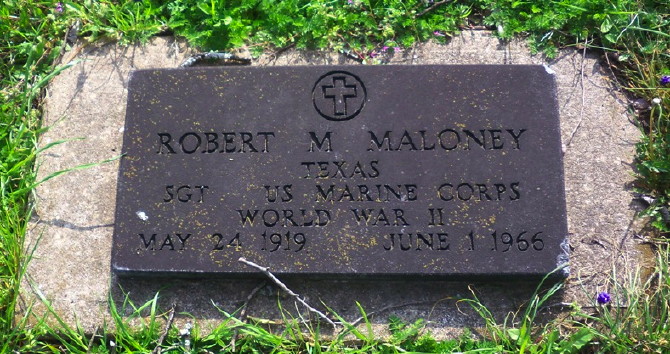 ROBERT M MALONEY
TEXAS
SGT US MARINE CORPS
WORLD WAR II
MAY 24 1919 JUNE 1 1966